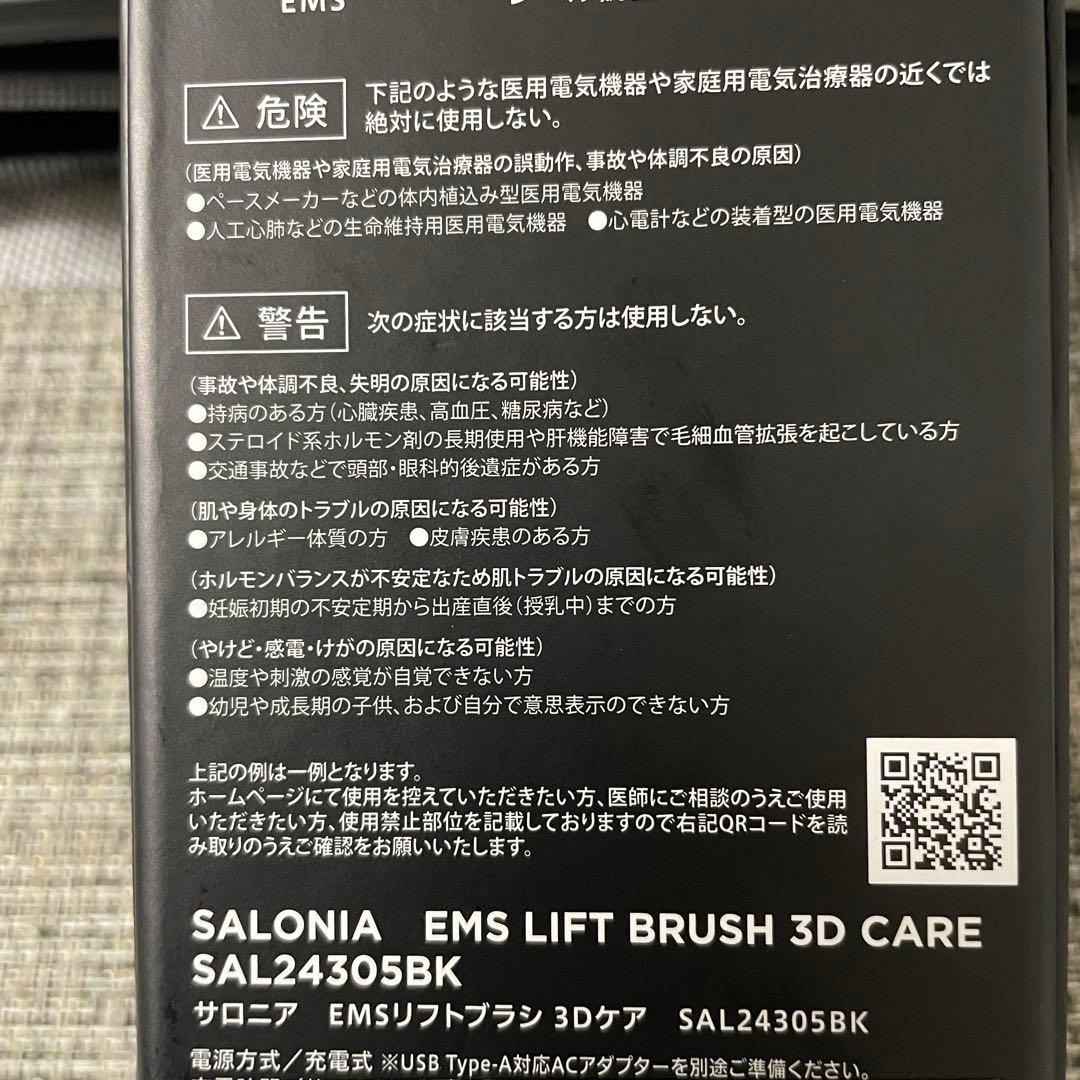 EMS
⚠ 危険
下記のような医用電気機器や家庭用電気治療器の近くでは
絶対に使用しない。
(医用電気機器や家庭用電気治療器の誤動作、事故や体調不良の原因)
●ペースメーカーなどの体内植込み型医用電気機器
●人工心肺などの生命維持用医用電気機器 ●心電計などの装着型の医用電気機器
⚠ 警告 次の症状に該当する方は使用しない。
(事故や体調不良、失明の原因になる可能性)
●持病のある方(心臓疾患、高血圧、糖尿病など)
●ステロイド系ホルモン剤の長期使用や肝機能障害で毛細血管拡張を起こしている方
●交通事故などで頭部・眼科的後遺症がある方
(肌や身体のトラブルの原因になる可能性)
●アレルギー体質の方 ●皮膚疾患のある方
(ホルモンバランスが不安定なため肌トラブルの原因になる可能性)
●妊娠初期の不安定期から出産直後(授乳中)までの方
(やけど・感電・けがの原因になる可能性)
●温度や刺激の感覚が自覚できない方
●幼児や成長期の子供、および自分で意思表示のできない方
上記の例は一例となります。
ホームページにて使用を控えていただきたい方、医師にご相談のうえご使用
いただきたい方、使用禁止部位を記載しておりますので右記QRコードを読
み取りのうえご確認をお願いいたします。
SALONIA EMS LIFT BRUSH 3D CARE
SAL24305BK
サロニア EMSリフトブラシ 3Dケア SAL24305BK
電源方式/充電式 ※USB Type-A対応ACアダプターを別途ご準備ください。